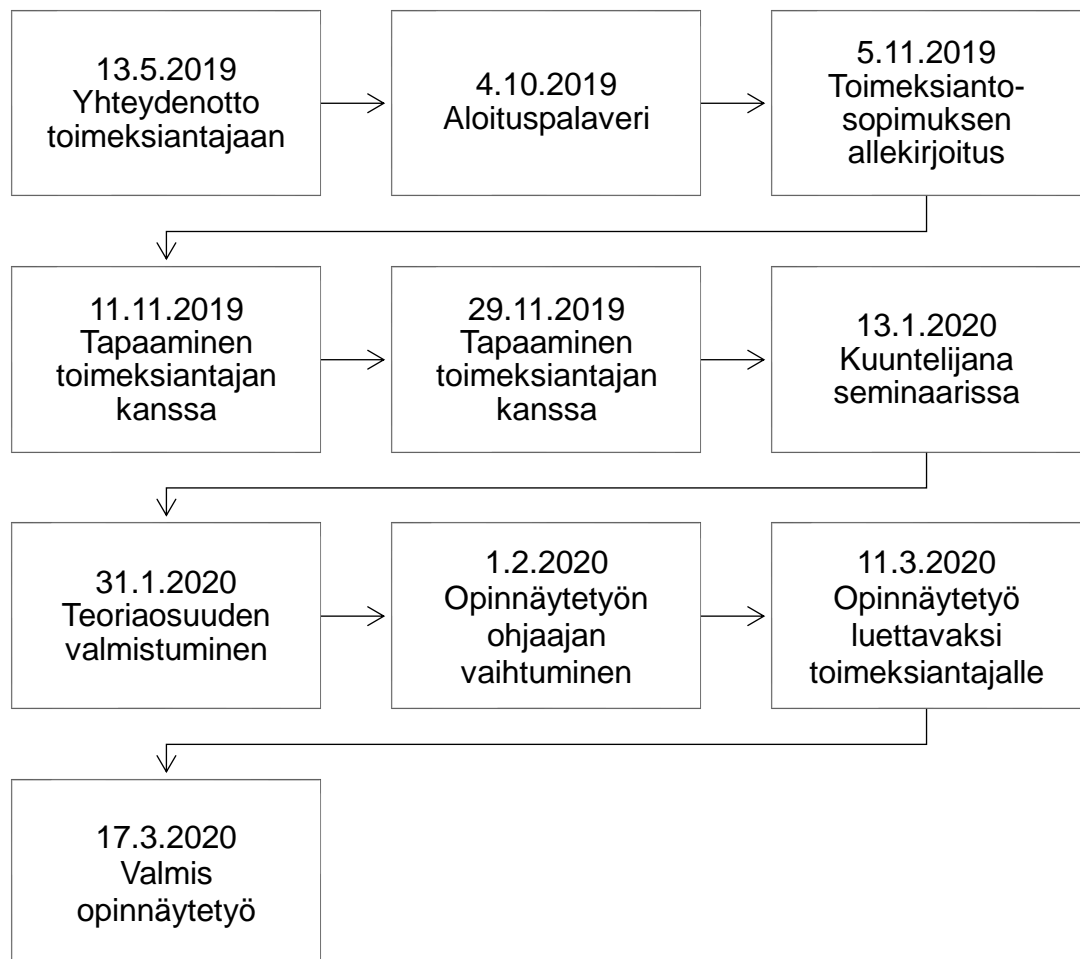 13.5.2019
Yhteydenotto
toimeksiantajaan
4.10.2019
Aloituspalaveri
5.11.2019
Toimeksianto-
sopimuksen
allekirjoitus
11.11.2019
Tapaaminen
toimeksiantajan
kanssa
29.11.2019
Tapaaminen
toimeksiantajan
kanssa
13.1.2020
Kuuntelijana
seminaarissa
31.1.2020
Teoriaosuuden
valmistuminen
1.2.2020
Opinnäytetyön
ohjaajan
vaihtuminen
11.3.2020
Opinnäytetyö
luettavaksi
toimeksiantajalle
17.3.2020
Valmis
opinnäytetyö